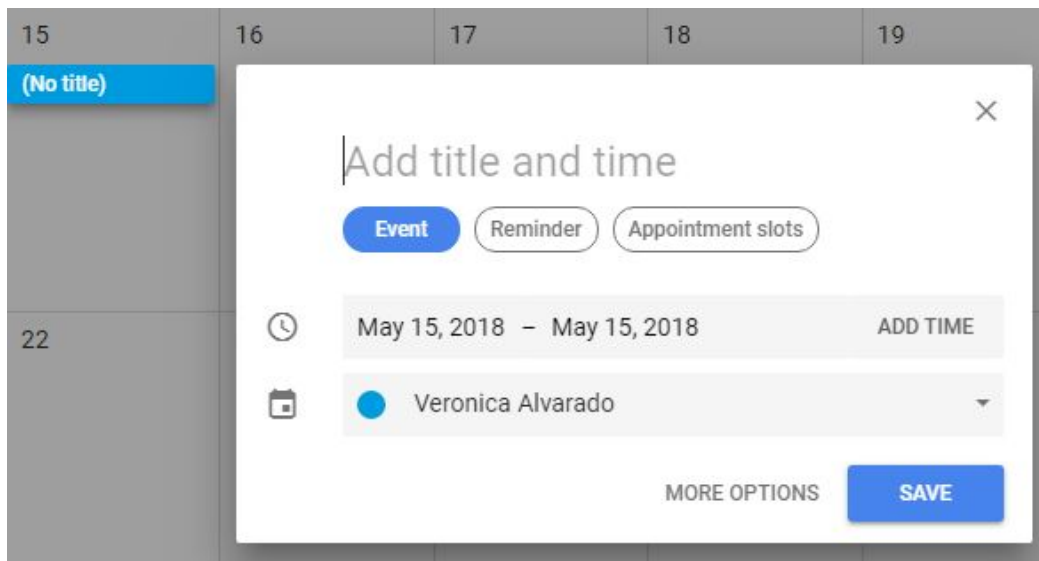 15 16 17 18 19
(No title)
Add title and time
Event Reminder Appointment slots
May 15, 2018 – May 15, 2018 ADD TIME
22
Veronica Alvarado
MORE OPTIONS SAVE